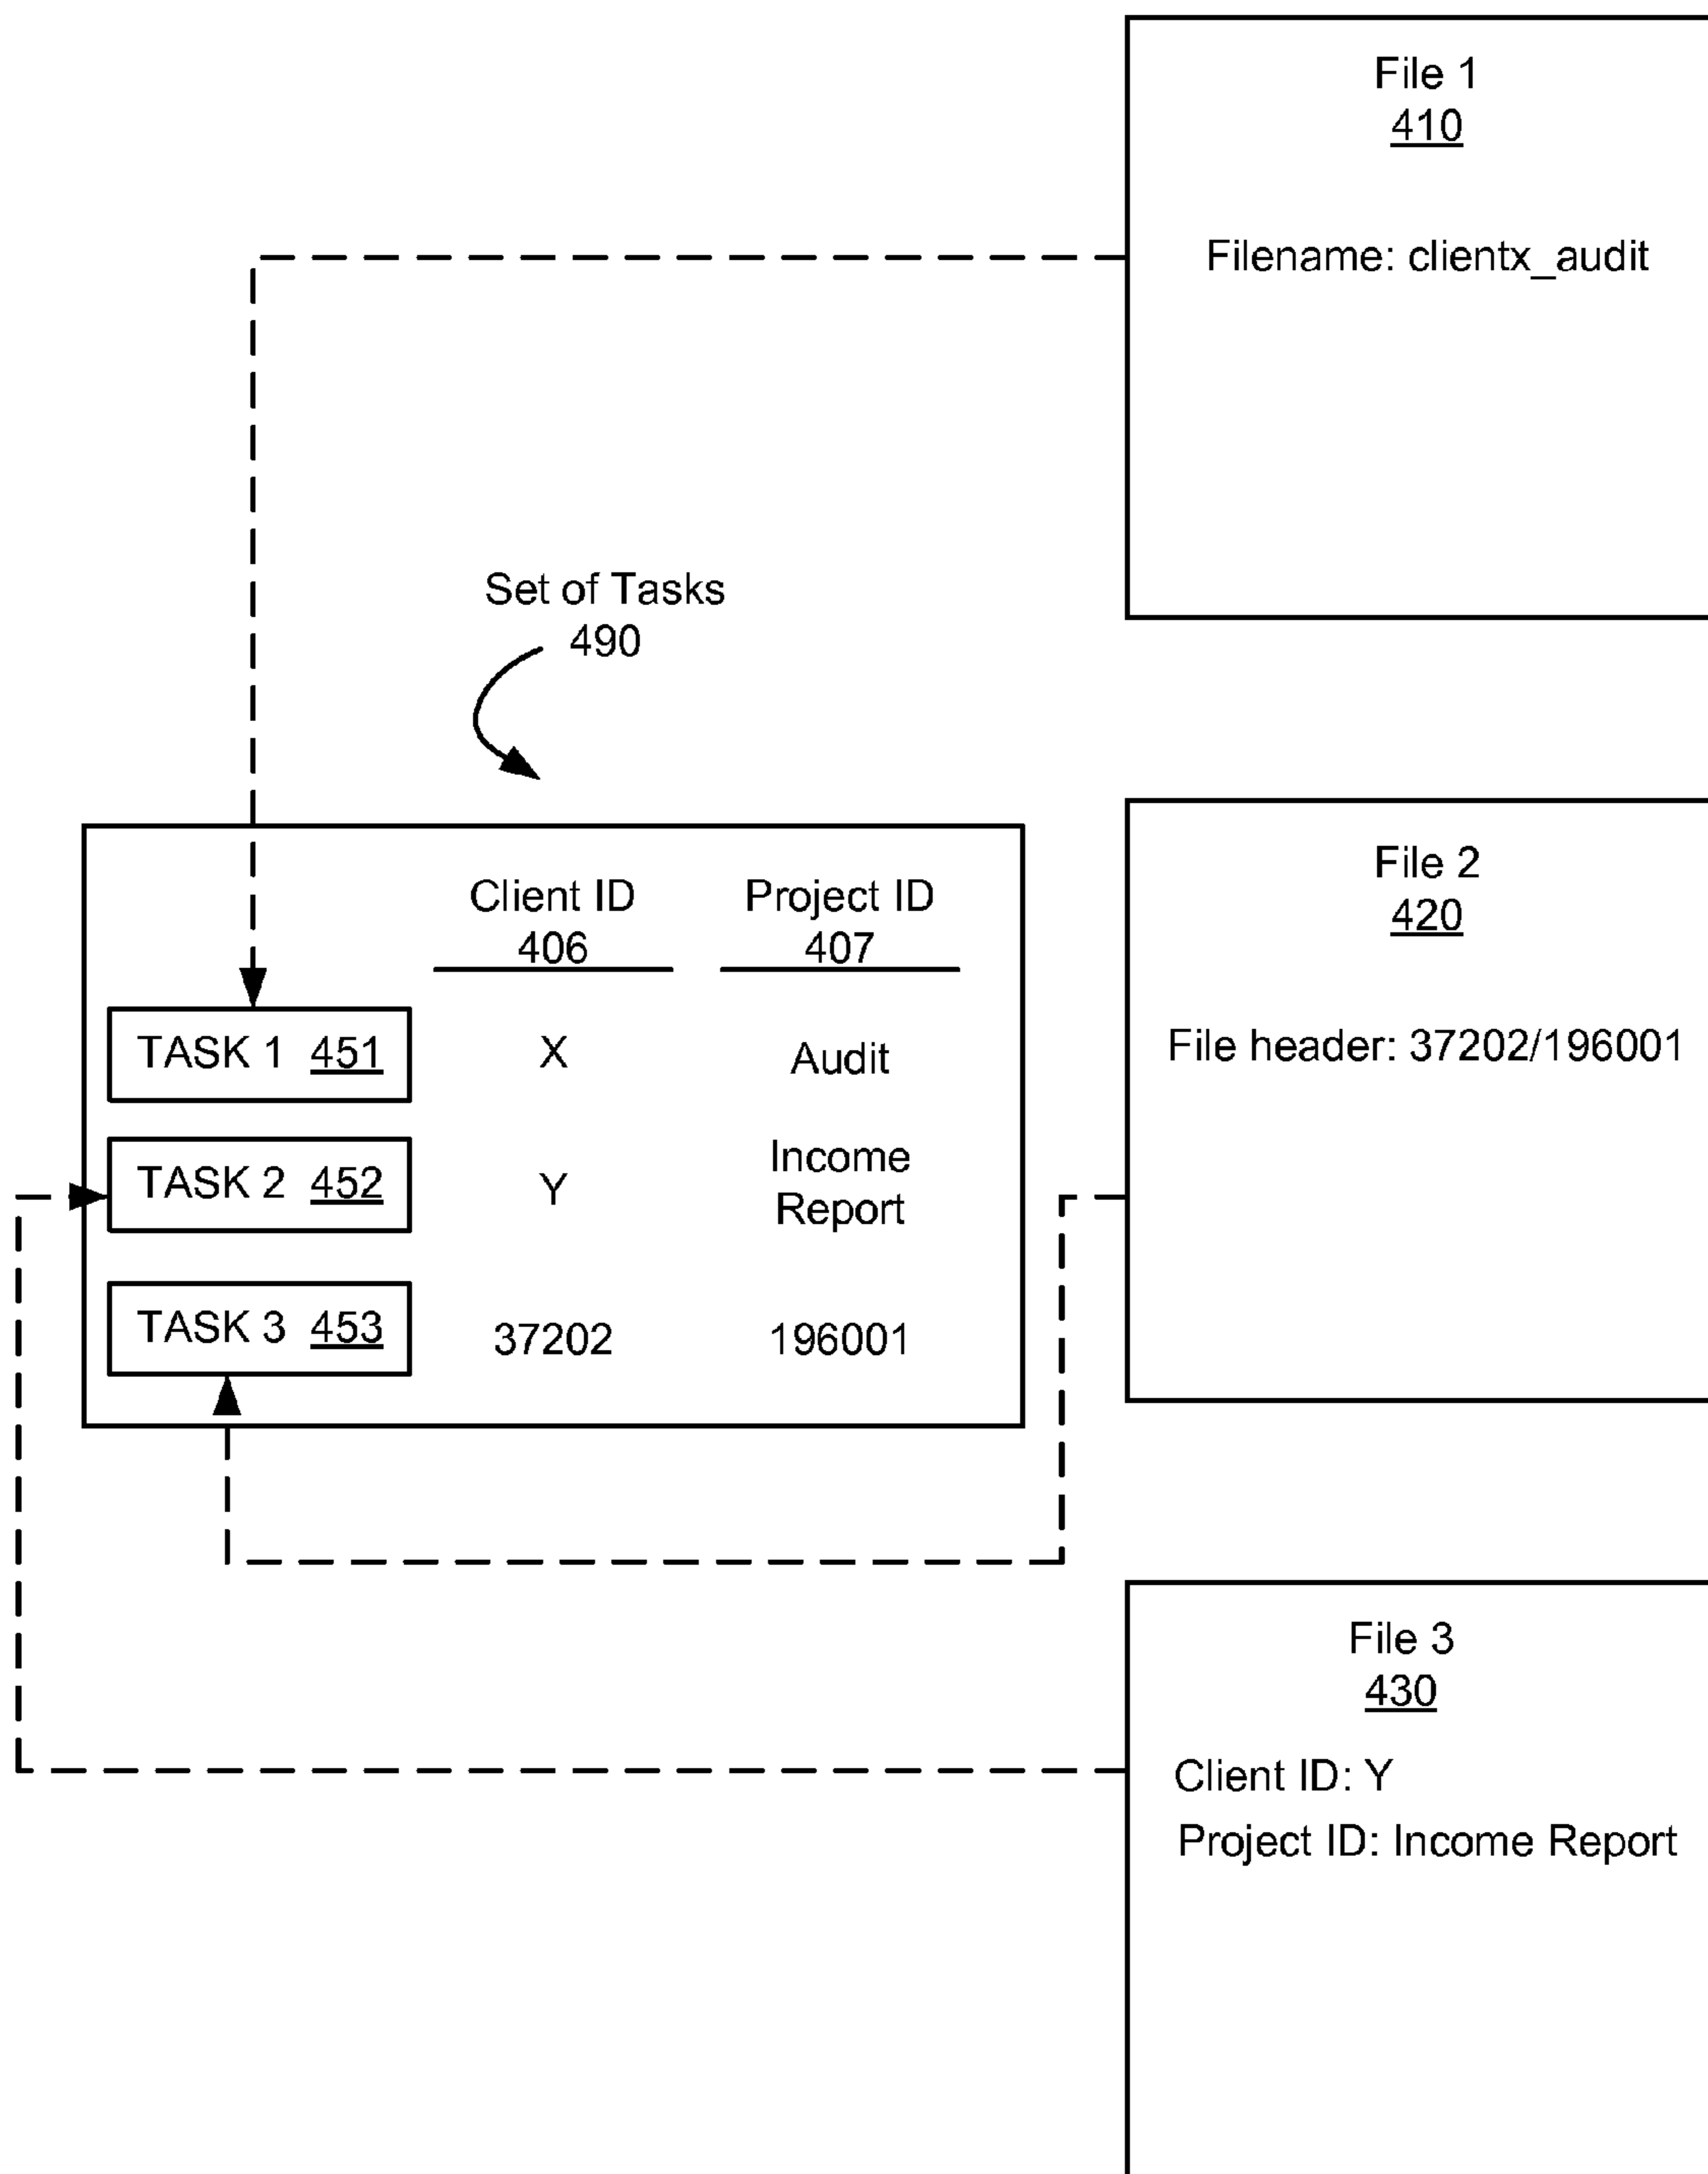 File 1
410
Filename: clientx_audit
Set of Tasks
490
Client ID
406
Project ID
407
TASK 1 451
X
Audit
TASK 2 452
Y
Income
Report
TASK 3 453
37202
196001
File 2
420
File header: 37202/196001
File 3
430
Client ID: Y
Project ID: Income Report